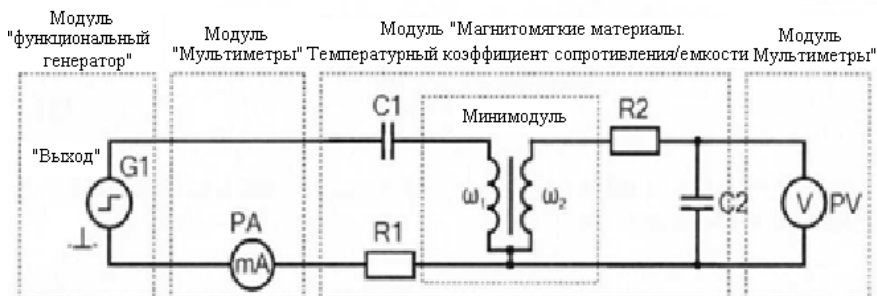 Модуль
"функциональный
генератор"
Модуль
"Мультиметры"
Модуль "Магнитомягкие материалы.
Температурный коэффициент сопротивления/емкости
Модуль
Мультиметры"
"Выход"
G1
PA
mA
C1
R1
Минимодуль
ω1
ω2
R2
C2
V
PV